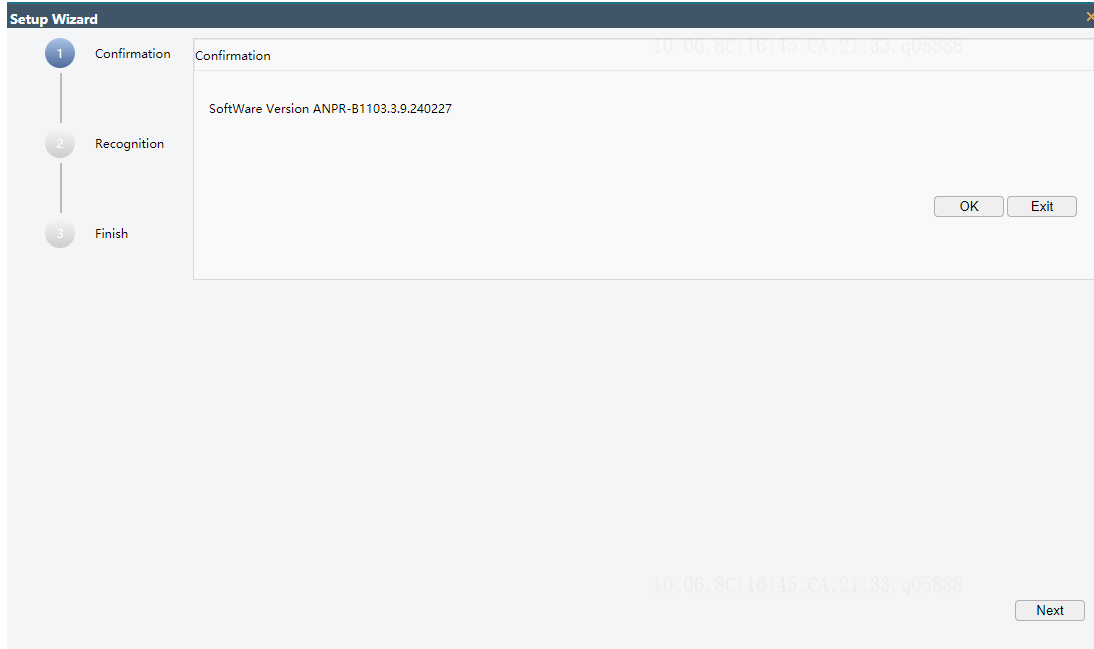 Setup Wizard
1 Confirmation
Confirmation
10:06, 8C:16:45:CA:21:33, q05888
SoftWare Version ANPR-B1103.3.9.240227
2 Recognition
OK Exit
3 Finish
10:06, 8C:16:45:CA:21:33, q05888
Next